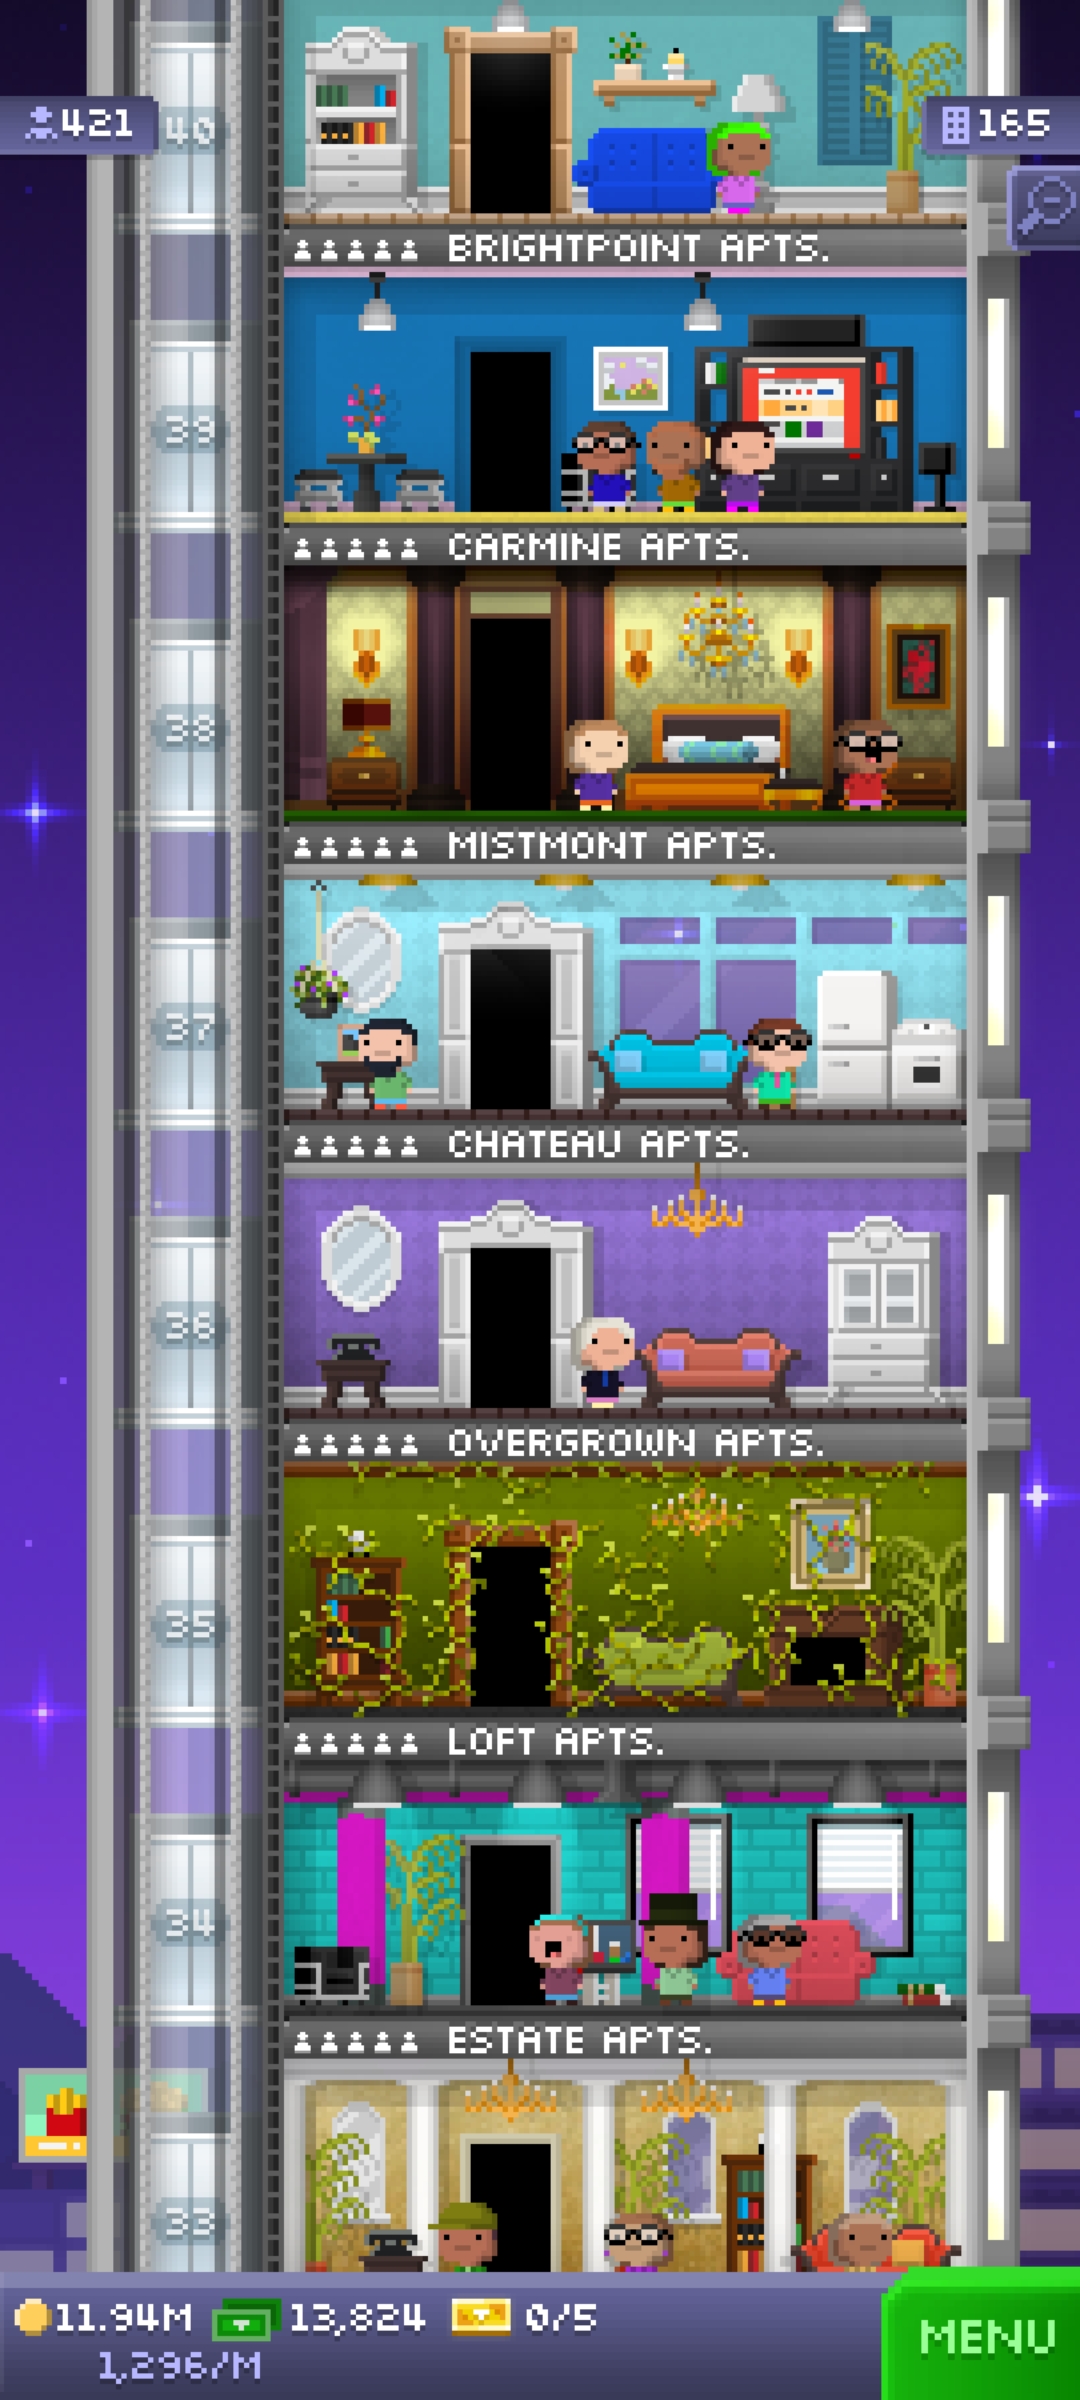 421
40
165
BRIGHTPOINT APTS.
39
CARMINE APTS.
38
MISTMONT APTS.
37
CHATEAU APTS.
36
OVERGROWN APTS.
35
LOFT APTS.
34
ESTATE APTS.
33
11.94M
13,824
0/5
MENU
1,296/M